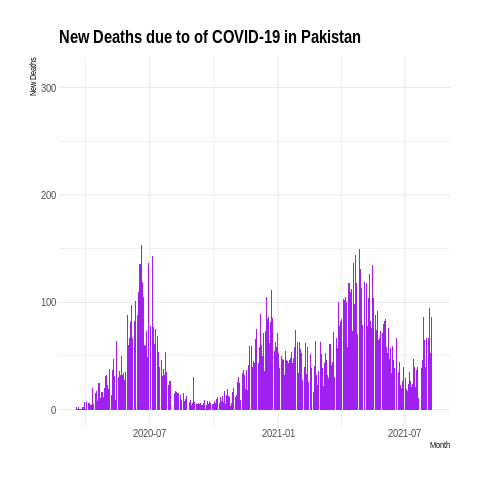 New Deaths due to of COVID-19 in Pakistan
New Deaths
300
200
100
0
2020-07
2021-01
2021-07
Month